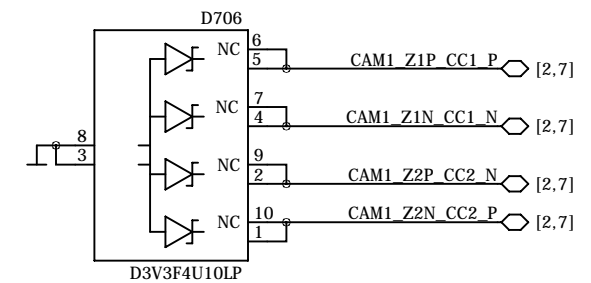 D706
NC 6
5 CAM1_Z1P_CC1_P [2,7]
NC 7
4 CAM1_Z1N_CC1_N [2,7]
8
3
NC 9
2 CAM1_Z2P_CC2_N [2,7]
NC 10 CAM1_Z2N_CC2_P [2,7]
1
D3V3F4U10LP